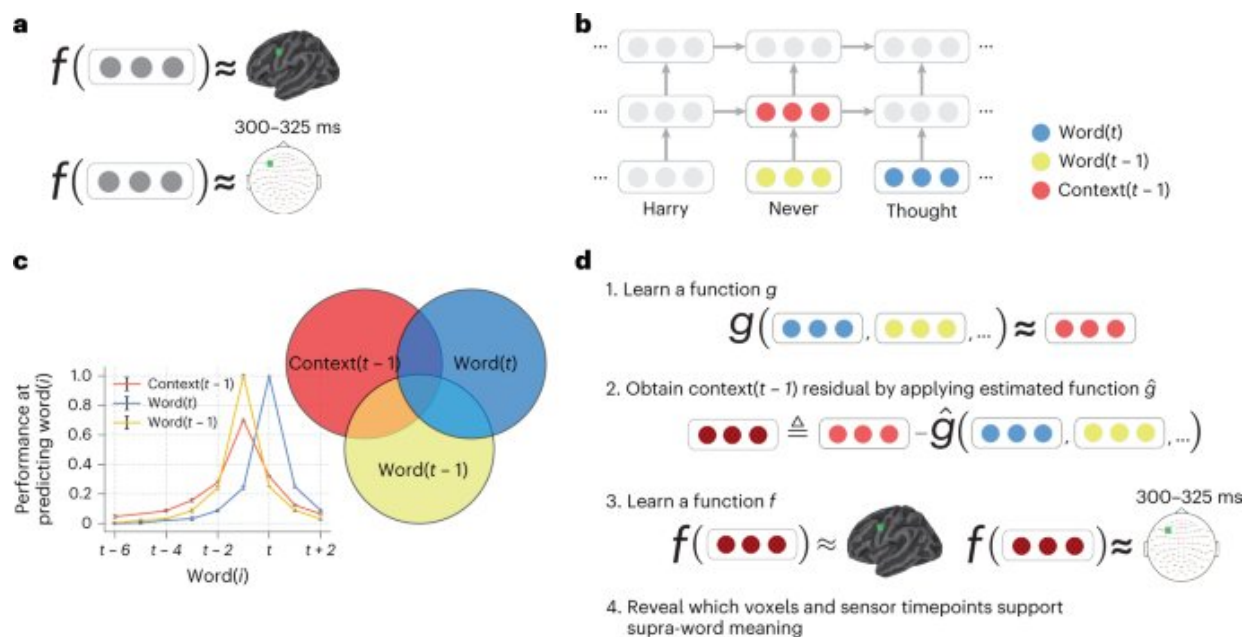 a
f( ) ≈
300–325 ms
f( ) ≈
b
... ...
... ...
... ...
Harry Never Thought
Word(t)
Word(t – 1)
Context(t – 1)
c
Performance at
predicting word(i)
1.0
0.8
0.6
0.4
0.2
0
Context(t – 1)
Word(t)
Word(t – 1)
t – 6 t – 4 t – 2 t t + 2
Word(i)
Context(t – 1)
Word(t)
Word(t – 1)
d
1. Learn a function g
g( , , ...) ≈
2. Obtain context(t – 1) residual by applying estimated function ĝ
≜ – ĝ( , , ...)
3. Learn a function f
300–325 ms
f( ) ≈ f( ) ≈
4. Reveal which voxels and sensor timepoints support
supra-word meaning